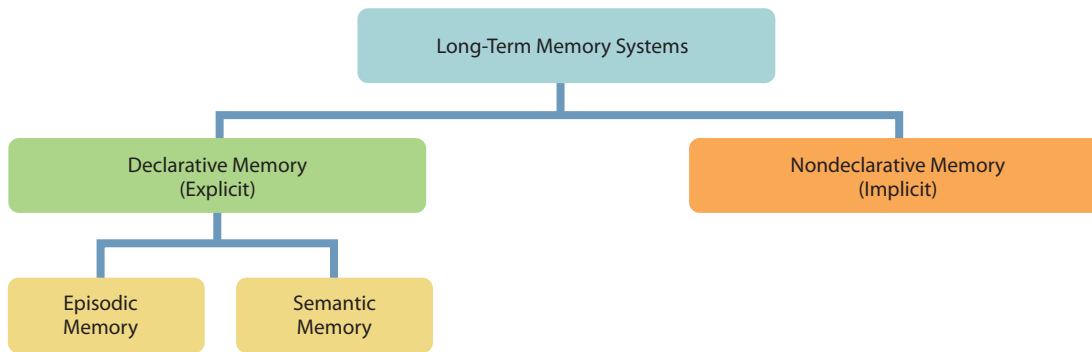 Long-Term Memory Systems
Declarative Memory
(Explicit)
Nondeclarative Memory
(Implicit)
Episodic
Memory
Semantic
Memory